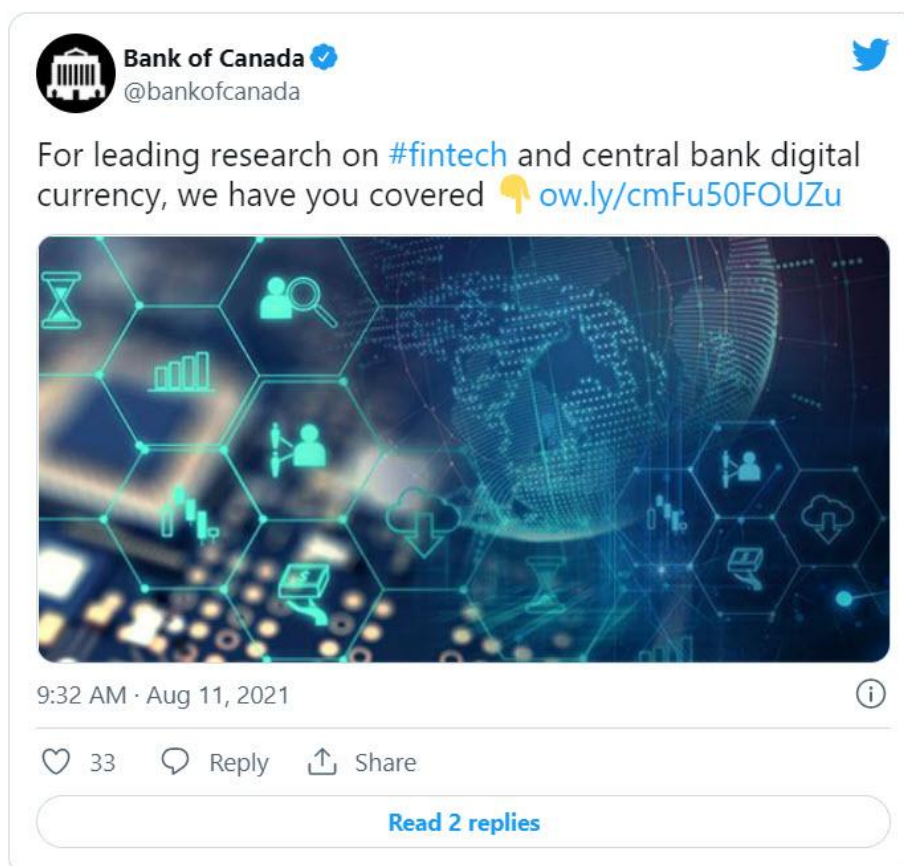 Bank of Canada
@bankofcanada
For leading research on #fintech and central bank digital
currency, we have you covered 👇 ow.ly/cmFu50FOUZu
$
$
9:32 AM · Aug 11, 2021
33 Reply Share
Read 2 replies